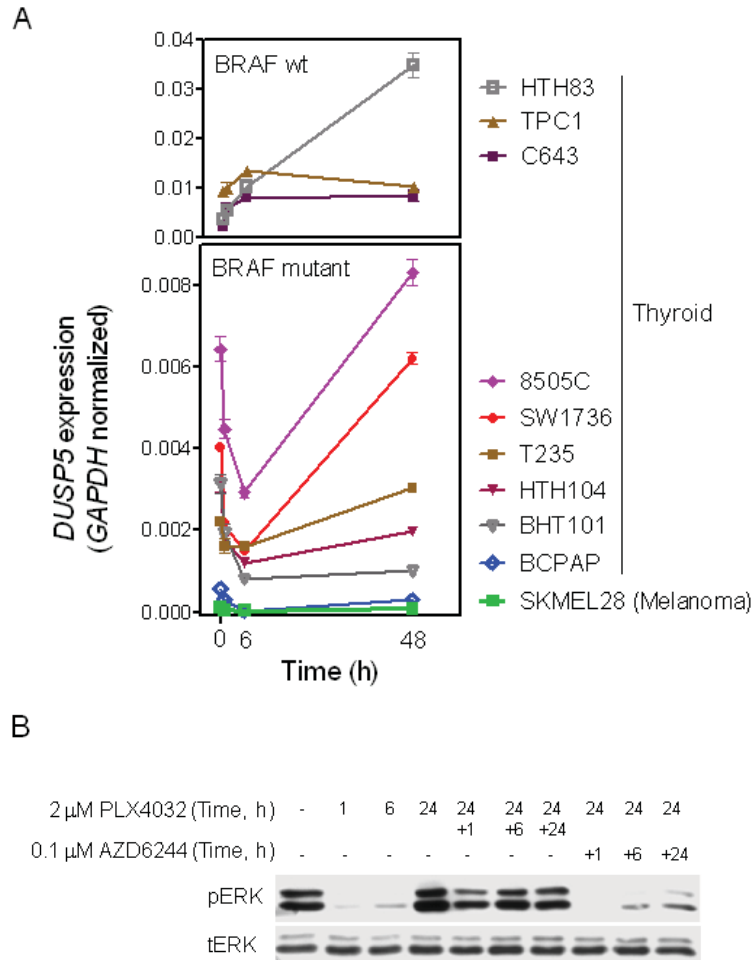 A
0.04
0.03
0.02
0.01
0.00
BRAF wt
HTH83
TPC1
C643
Thyroid
BRAF mutant
0.008
0.006
0.004
0.002
0.000
DUSP5 expression
(GAPDH normalized)
8505C
SW1736
T235
HTH104
BHT101
BCPAP
SKMEL28 (Melanoma)
0 6 48
Time (h)
B
2 μM PLX4032 (Time, h) - 1 6 24 24 24 24 24 24 24
+1 +6 +24
0.1 μM AZD6244 (Time, h) - - - - - - - +1 +6 +24
pERK
tERK